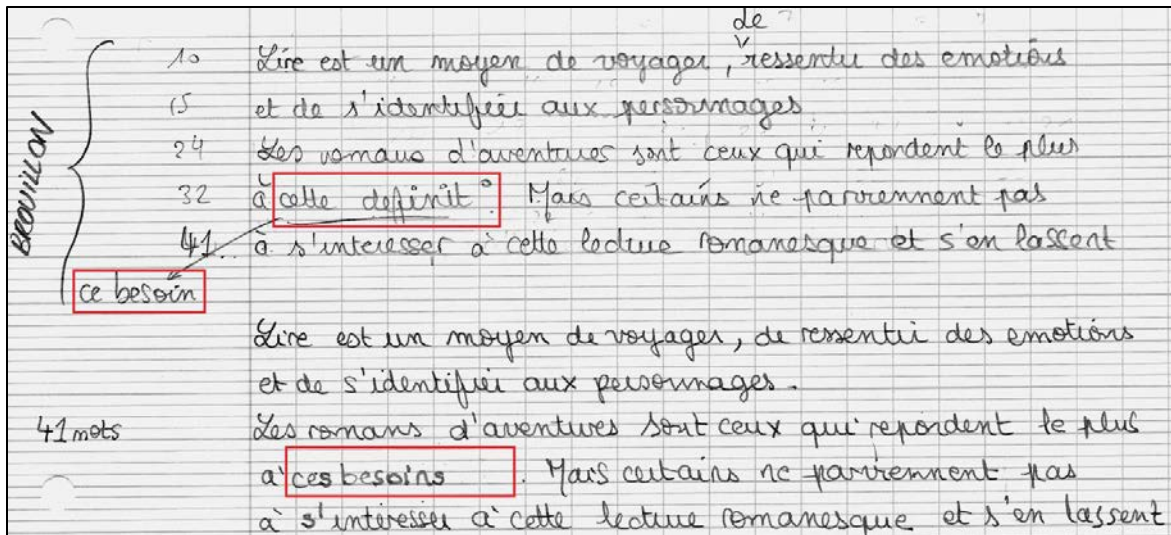 de
10 Lire est un moyen de voyager, ressentir des emotions
15 et de s'identifier aux personnages.
24 Les romans d'aventures sont ceux qui repondent le plus
32 à cette definit°. Mais certains ne parviennent pas
41 à s'interesser à cette lecture romanesque et s'en lassent
BROUILLON
ce besoin
Lire est un moyen de voyager, de ressentir des emotions
et de s'identifier aux personnages.
41 mots Les romans d'aventures sont ceux qui repondent le plus
à ces besoins. Mais certains ne parviennent pas
à s'intéresser à cette lecture romanesque et s'en lassent